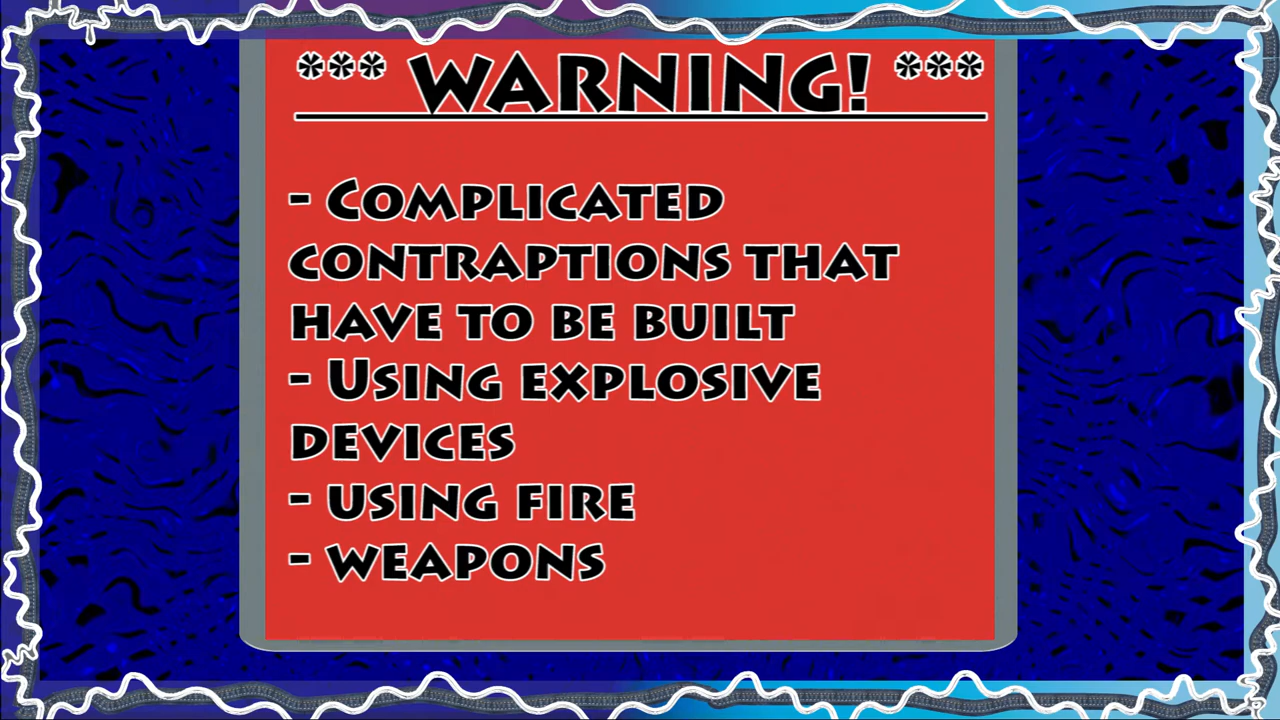 *** WARNING! ***
- COMPLICATED
CONTRAPTIONS THAT
HAVE TO BE BUILT
- USING EXPLOSIVE
DEVICES
- USING FIRE
- WEAPONS